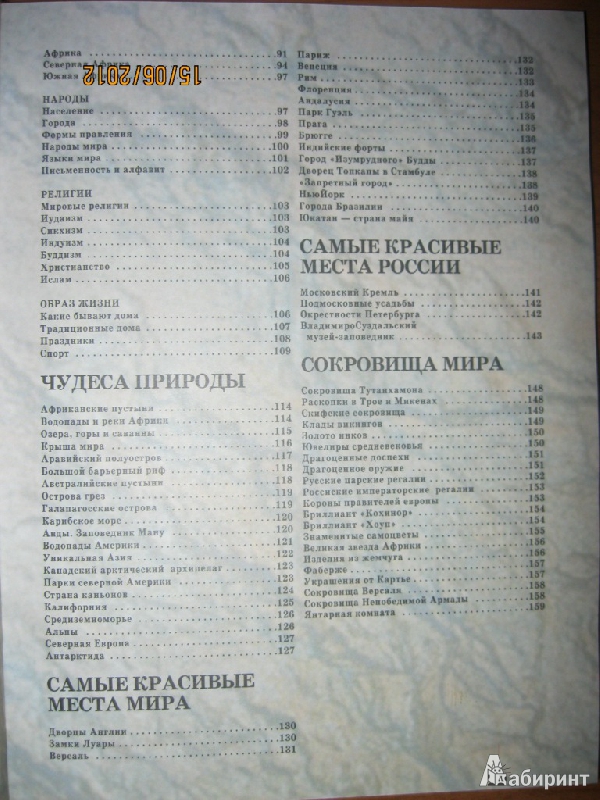 Африка 91
Северная Африка 94
Южная 97
15/06/2012
НАРОДЫ
Население 97
Города 98
Формы правления 99
Народы мира 100
Языки мира 101
Письменность и алфавит 102
РЕЛИГИИ
Мировые религии 103
Иудаизм 103
Сикхизм 103
Индуизм 104
Буддизм 104
Христианство 105
Ислам 106
ОБРАЗ ЖИЗНИ
Какие бывают дома 106
Традиционные дома 107
Праздники 108
Спорт 109
ЧУДЕСА ПРИРОДЫ
Африканские пустыни 114
Водопады и реки Африки 114
Озера, горы и саванны 115
Крыша мира 116
Аравийский полуостров 117
Большой барьерный риф 118
Австралийские пустыни 118
Острова грез 119
Галапагосские острова 119
Карибское море 120
Анды. Заповедник Ману 120
Водопады Америки 121
Уникальная Азия 122
Канадский арктический архипелаг 123
Парки северной Америки 123
Страна каньонов 124
Калифорния 125
Средиземноморье 126
Альпы 126
Северная Европа 127
Антарктида 127
САМЫЕ КРАСИВЫЕ
МЕСТА МИРА
Дворцы Англии 130
Замки Луары 130
Версаль 131
Париж 132
Венеция 132
Рим 133
Флоренция 134
Андалусия 134
Парк Гуэль 135
Прага 135
Брюгге 136
Индийские форты 137
Город «Изумрудного» Будды 137
Дворец Топкапы в Стамбуле 138
«Запретный город» 138
НьюЙорк 139
Города Бразилии 140
Юкатан — страна майя 140
САМЫЕ КРАСИВЫЕ
МЕСТА РОССИИ
Московский Кремль 141
Подмосковные усадьбы 142
Окрестности Петербурга 142
ВладимироСуздальский
музей-заповедник 143
СОКРОВИЩА МИРА
Сокровища Тутанхамона 148
Раскопки в Трое и Микенах 148
Скифские сокровища 149
Клады викингов 149
Золото инков 150
Ювелиры средневековья 150
Драгоценные доспехи 151
Драгоценное оружие 151
Русские царские регалии 152
Российские императорские регалии 153
Короны правителей европы 153
Бриллиант «Кохинор» 154
Бриллиант «Хоуп» 154
Знаменитые самоцветы 155
Великая звезда Африки 156
Изделия из жемчуга 156
Фаберже 157
Украшения от Картье 157
Сокровища Версаля 158
Сокровища Непобедимой Армады 158
Янтарная комната 159
Лабиринт.ру